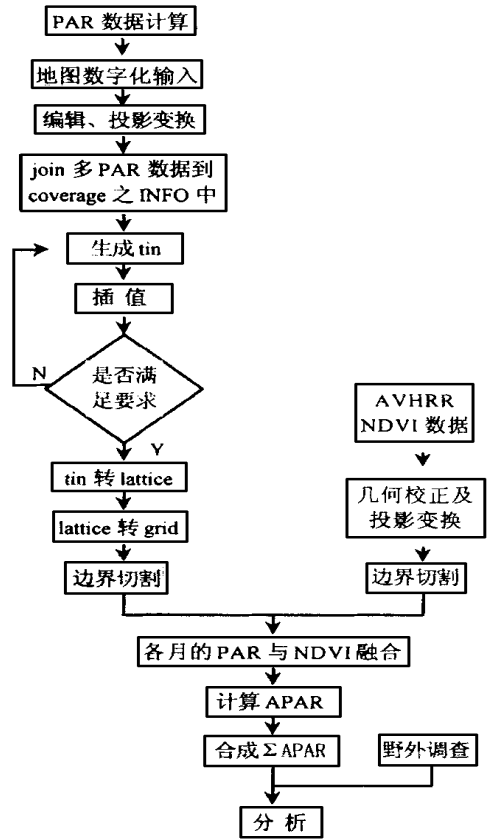 PAR 数据计算
地图数字化输入
编辑、投影变换
join 多 PAR 数据到
coverage 之 INFO 中
生成 tin
插 值
N
是否满
足要求
Y
tin 转 lattice
lattice 转 grid
边界切割
AVHRR
NDVI 数据
几何校正及
投影变换
边界切割
各月的 PAR 与 NDVI 融合
计算 APAR
合成 Σ APAR
野外调查
分 析